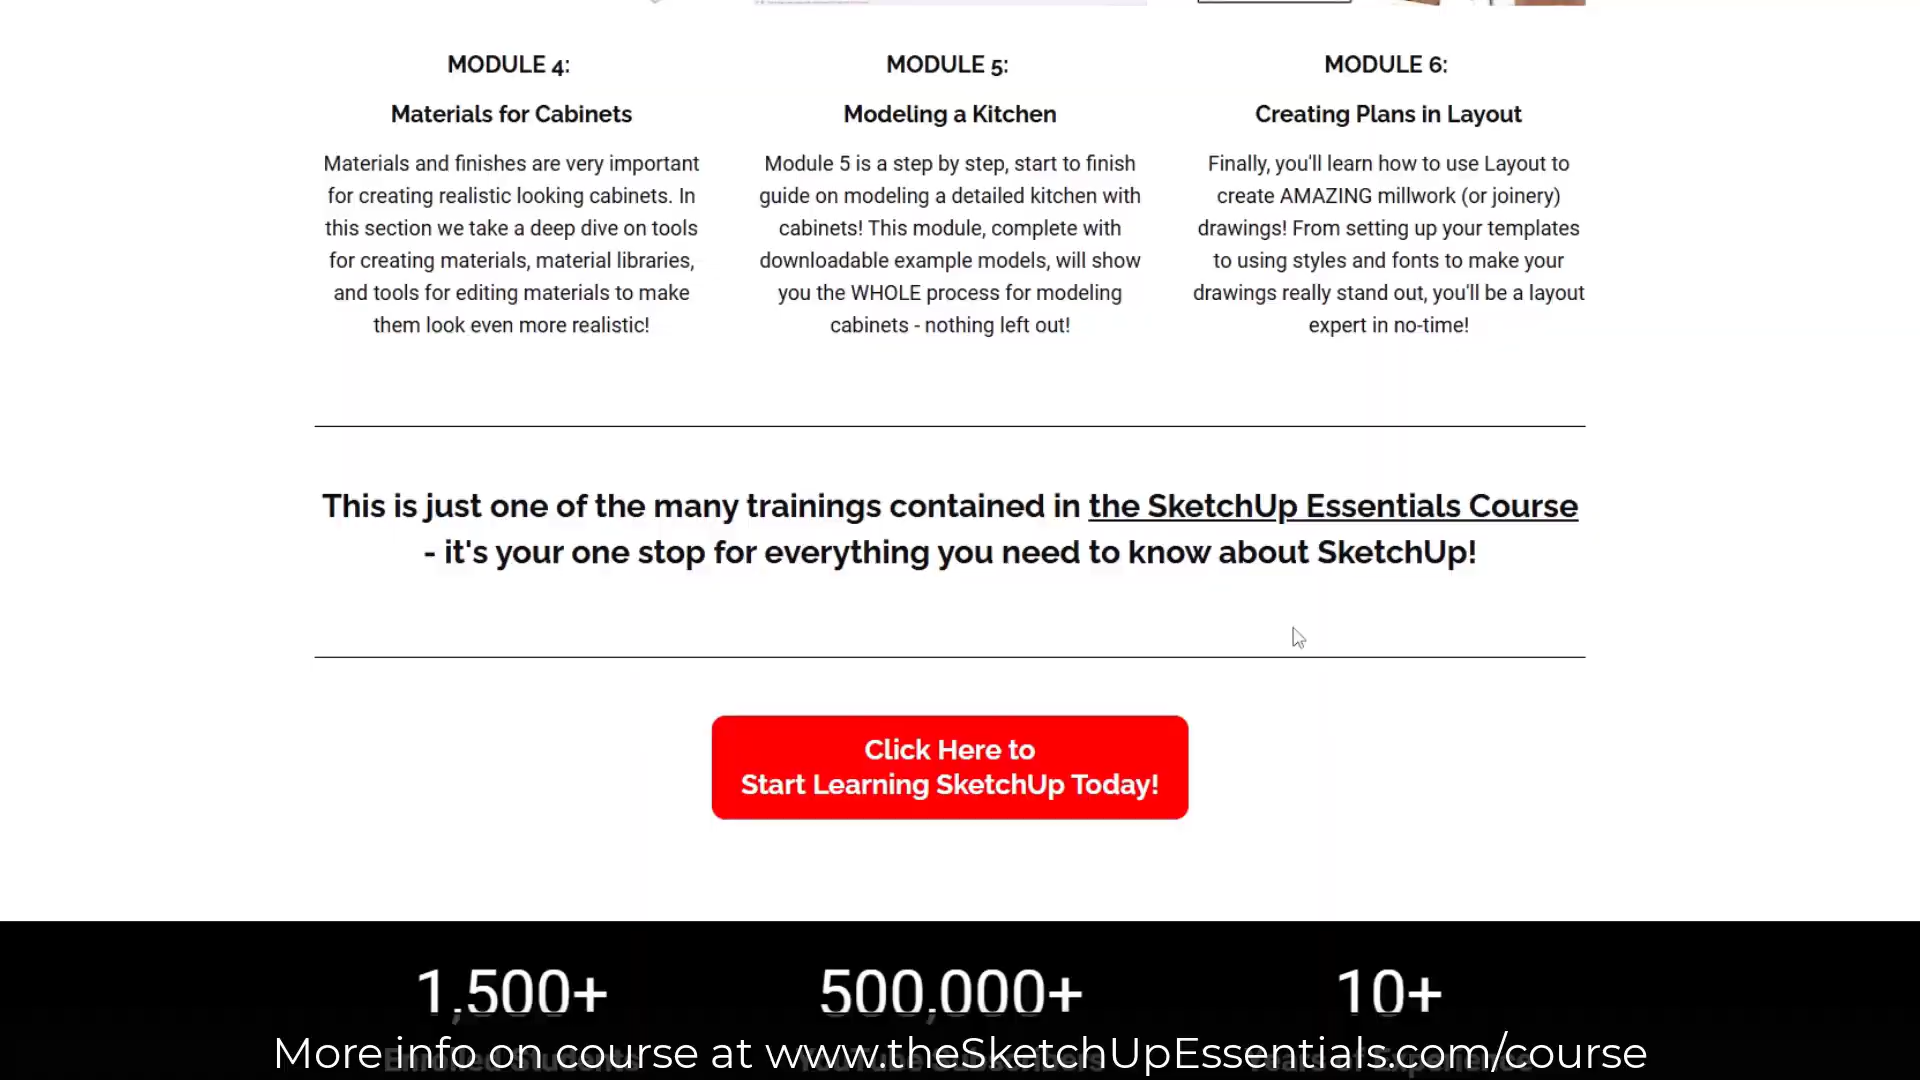 MODULE 4:
Materials for Cabinets
Materials and finishes are very important
for creating realistic looking cabinets. In
this section we take a deep dive on tools
for creating materials, material libraries,
and tools for editing materials to make
them look even more realistic!
MODULE 5:
Modeling a Kitchen
Module 5 is a step by step, start to finish
guide on modeling a detailed kitchen with
cabinets! This module, complete with
downloadable example models, will show
you the WHOLE process for modeling
cabinets - nothing left out!
MODULE 6:
Creating Plans in Layout
Finally, you'll learn how to use Layout to
create AMAZING millwork (or joinery)
drawings! From setting up your templates
to using styles and fonts to make your
drawings really stand out, you'll be a layout
expert in no-time!
This is just one of the many trainings contained in the SketchUp Essentials Course
- it's your one stop for everything you need to know about SketchUp!
Click Here to
Start Learning SketchUp Today!
1,500+
Enrolled Students
500,000+
YouTube Subscribers
10+
Years of Experience
More info on course at www.theSketchUpEssentials.com/course